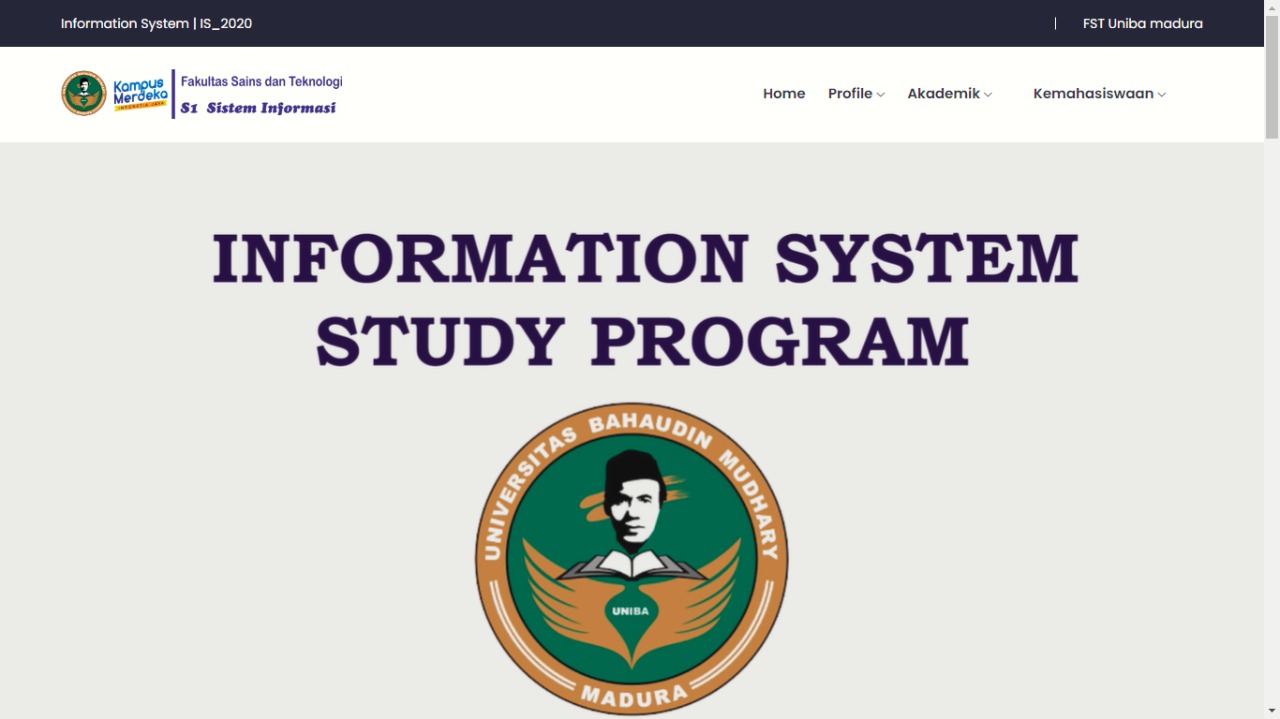 Information System | IS_2020
| FST Uniba madura
Kampus
Merdeka
INDONESIA JAYA
Fakultas Sains dan Teknologi
S1 Sistem Informasi
Home Profile Akademik Kemahasiswaan
INFORMATION SYSTEM
STUDY PROGRAM
UNIVERSITAS BAHAUDIN MUDHARY
UNIBA
MADURA